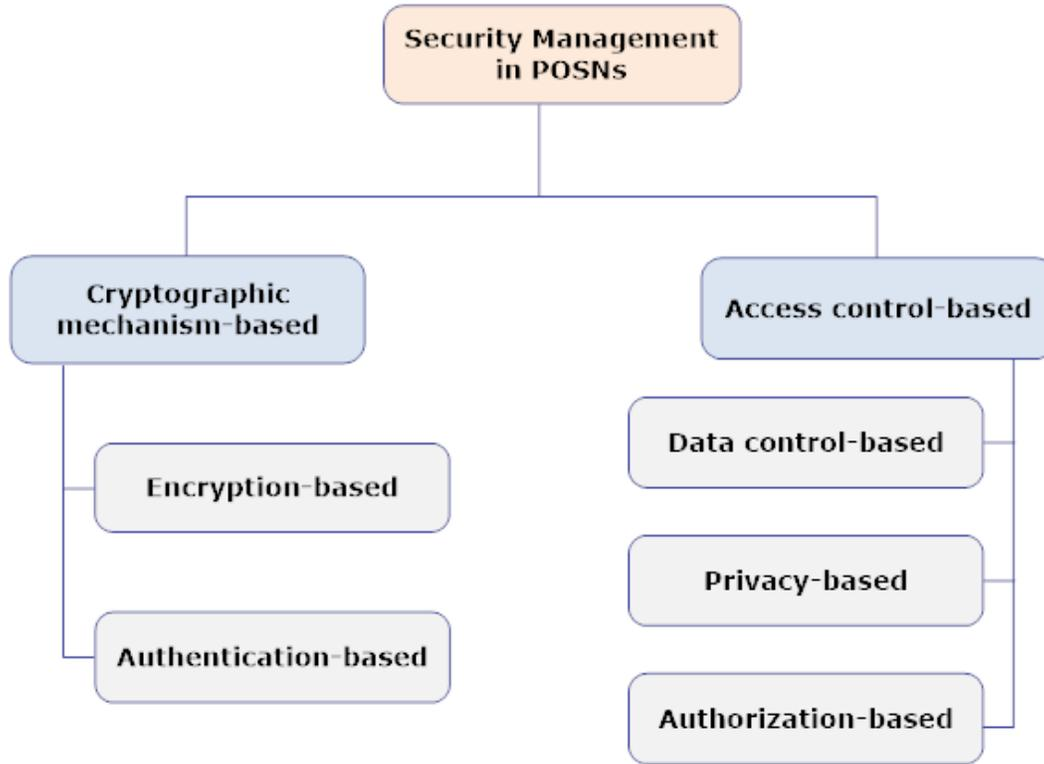 Security Management
in POSNs
Cryptographic
mechanism-based
Access control-based
Encryption-based
Authentication-based
Data control-based
Privacy-based
Authorization-based